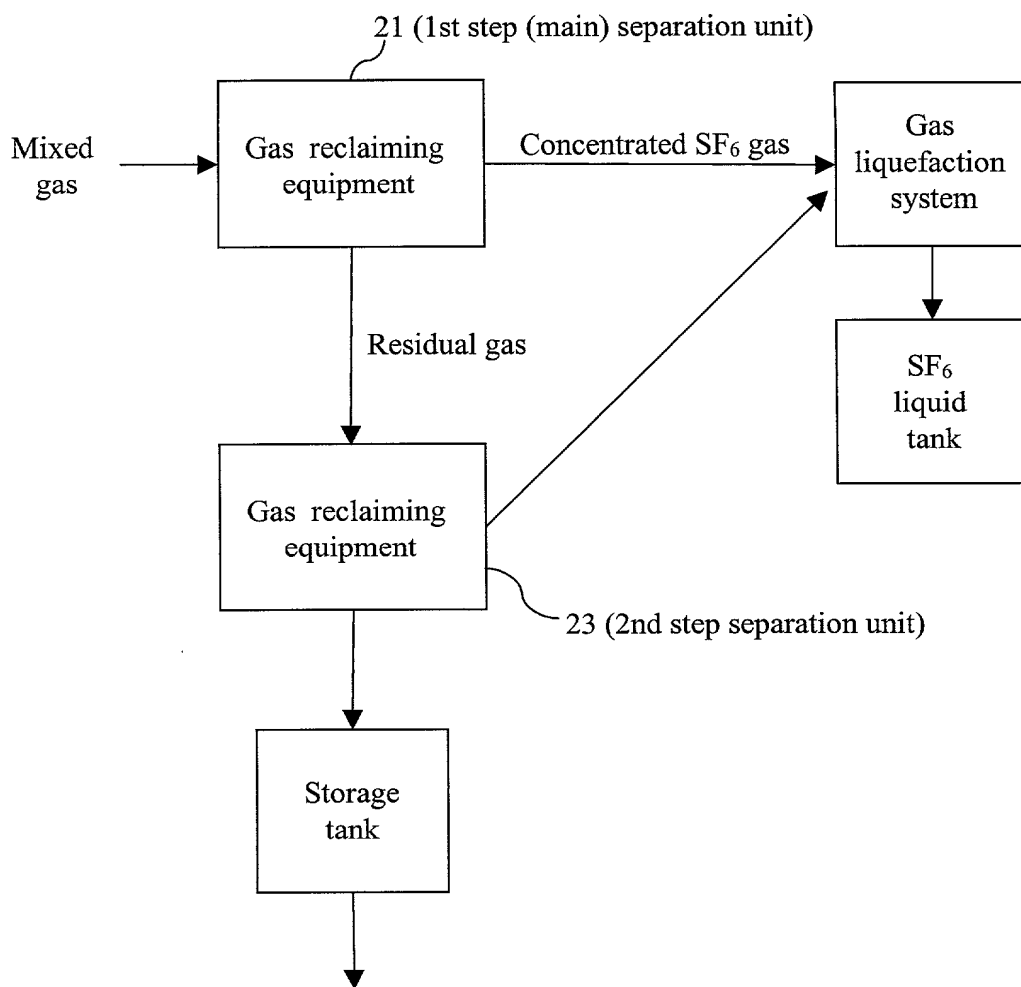 21 (1st step (main) separation unit)
Mixed
gas
Gas reclaiming
equipment
Concentrated SF₆ gas
Gas
liquefaction
system
Residual gas
SF₆
liquid
tank
Gas reclaiming
equipment
23 (2nd step separation unit)
Storage
tank